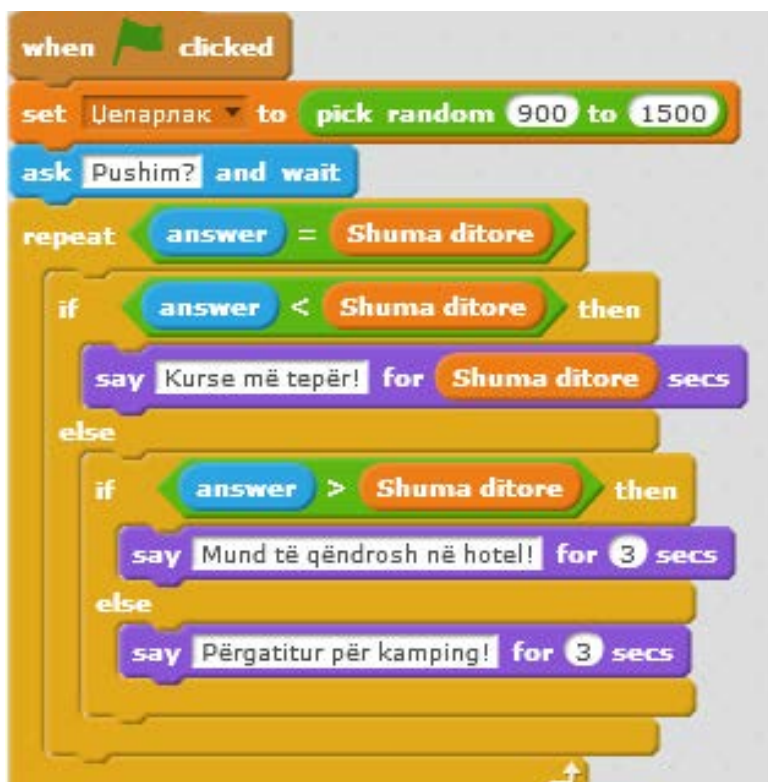 when clicked
set Џепарлак to pick random 900 to 1500
ask Pushim? and wait
repeat answer = Shuma ditore
if answer < Shuma ditore then
say Kurse më tepër! for Shuma ditore secs
else
if answer > Shuma ditore then
say Mund të qëndrosh në hotel! for 3 secs
else
say Përgatitur për kamping! for 3 secs